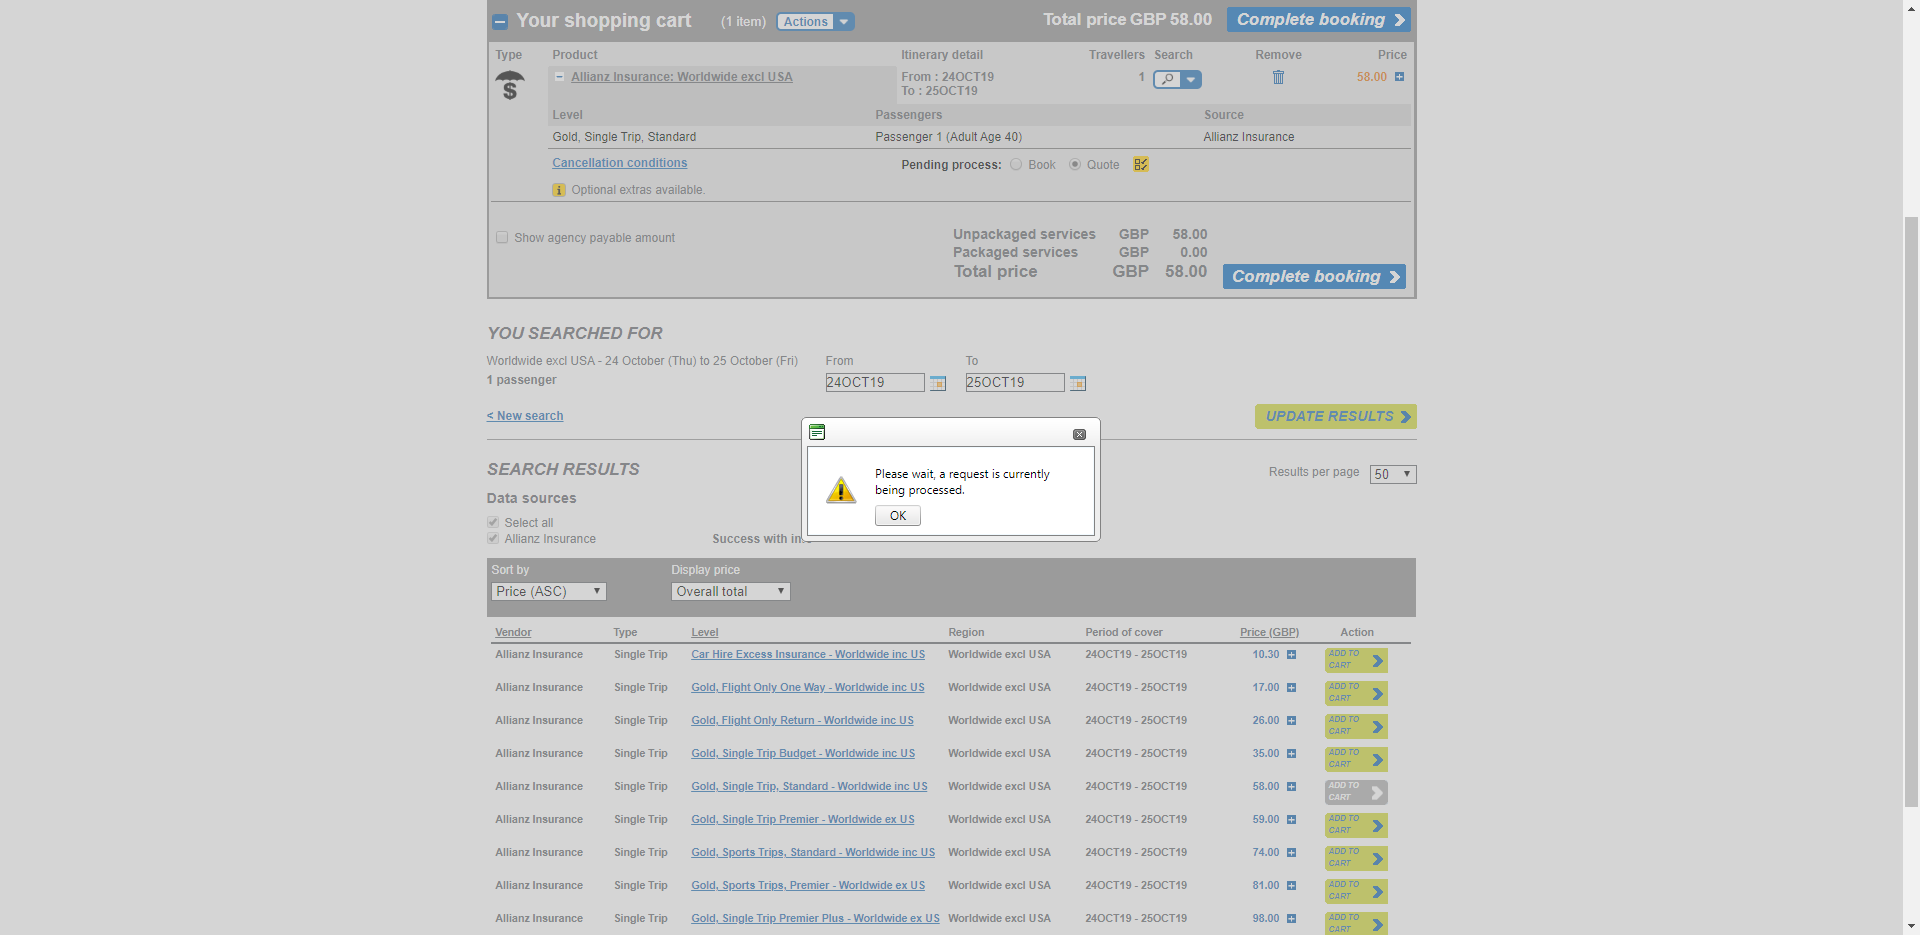 Your shopping cart (1 item) Actions Total price GBP 58.00 Complete booking
Type Product Itinerary detail Travellers Search Remove Price
Allianz Insurance: Worldwide excl USA From : 24OCT19 1 58.00
To : 25OCT19
Level Passengers Source
Gold, Single Trip, Standard Passenger 1 (Adult Age 40) Allianz Insurance
Cancellation conditions Pending process: Book Quote
Optional extras available.
Show agency payable amount Unpackaged services GBP 58.00
Packaged services GBP 0.00
Total price GBP 58.00 Complete booking
YOU SEARCHED FOR
Worldwide excl USA - 24 October (Thu) to 25 October (Fri) From To
1 passenger 24OCT19 25OCT19
< New search UPDATE RESULTS
Please wait, a request is currently
being processed.
OK
SEARCH RESULTS Results per page 50
Data sources
Select all
Allianz Insurance Success with
Sort by Display price
Price (ASC) Overall total
Vendor Type Level Region Period of cover Price (GBP) Action
Allianz Insurance Single Trip Car Hire Excess Insurance - Worldwide inc US Worldwide excl USA 24OCT19 - 25OCT19 10.30 ADD TO CART
Allianz Insurance Single Trip Gold, Flight Only One Way - Worldwide inc US Worldwide excl USA 24OCT19 - 25OCT19 17.00 ADD TO CART
Allianz Insurance Single Trip Gold, Flight Only Return - Worldwide inc US Worldwide excl USA 24OCT19 - 25OCT19 26.00 ADD TO CART
Allianz Insurance Single Trip Gold, Single Trip Budget - Worldwide inc US Worldwide excl USA 24OCT19 - 25OCT19 35.00 ADD TO CART
Allianz Insurance Single Trip Gold, Single Trip, Standard - Worldwide inc US Worldwide excl USA 24OCT19 - 25OCT19 58.00 ADD TO CART
Allianz Insurance Single Trip Gold, Single Trip Premier - Worldwide ex US Worldwide excl USA 24OCT19 - 25OCT19 59.00 ADD TO CART
Allianz Insurance Single Trip Gold, Sports Trips, Standard - Worldwide inc US Worldwide excl USA 24OCT19 - 25OCT19 74.00 ADD TO CART
Allianz Insurance Single Trip Gold, Sports Trips, Premier - Worldwide ex US Worldwide excl USA 24OCT19 - 25OCT19 81.00 ADD TO CART
Allianz Insurance Single Trip Gold, Single Trip Premier Plus - Worldwide ex US Worldwide excl USA 24OCT19 - 25OCT19 98.00 ADD TO CART